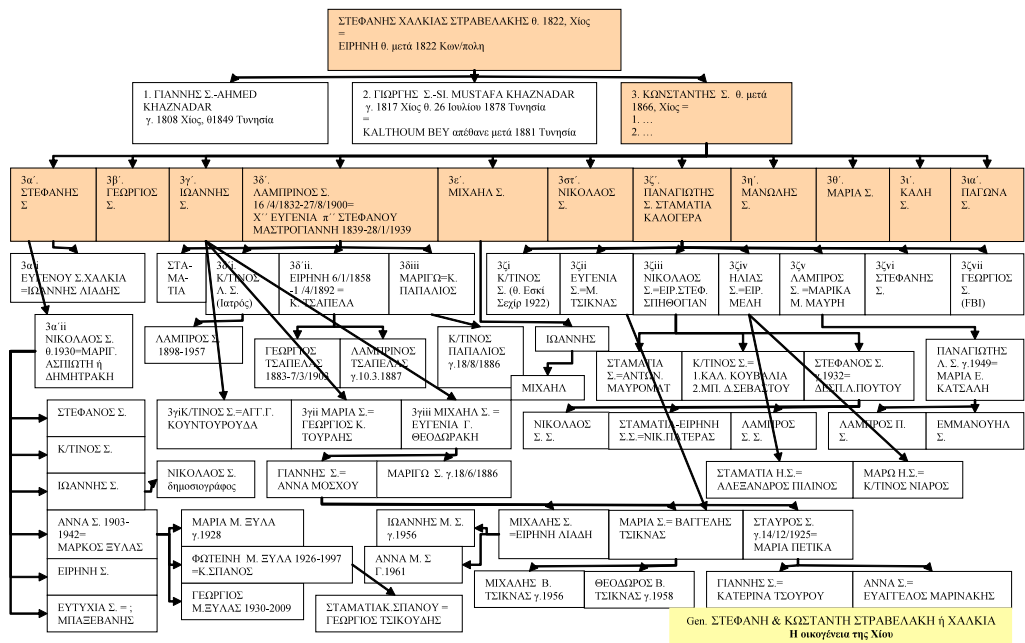 ΣΤΕΦΑΝΗΣ ΧΑΛΚΙΑΣ ΣΤΡΑΒΕΛΑΚΗΣ θ. 1822, Χίος
=
ΕΙΡΗΝΗ θ. μετά 1822 Κων/πολη
1. ΓΙΑΝΝΗΣ Σ.-AHMED
KHAZNADAR
γ. 1808 Χίος, θ1849 Τυνησία
2. ΓΙΩΡΓΗΣ Σ.-SI. MUSTAFA KHAZNADAR
γ. 1817 Χίος θ. 26 Ιουλίου 1878 Τυνησία
=
KALTHOUM BEY απέθανε μετά 1881 Τυνησία
3. ΚΩΝΣΤΑΝΤΗΣ Σ. θ. μετά
1866, Χίος =
1. …
2. …
3α΄.
ΣΤΕΦΑΝΗΣ
Σ
3β΄.
ΓΕΩΡΓΙΟΣ
Σ.
3γ΄.
ΙΩΑΝΝΗΣ
Σ.
3δ΄.
ΛΑΜΠΡΙΝΟΣ Σ.
16 /4/1832-27/8/1900=
Χ΄΄ ΕΥΓΕΝΙΑ π΄΄ ΣΤΕΦΑΝΟΥ
ΜΑΣΤΡΟΓΙΑΝΝΗ 1839-28/1/1939
3ε΄.
ΜΙΧΑΗΛ Σ.
3στ΄.
ΝΙΚΟΛΑΟΣ
Σ.
3ζ΄.
ΠΑΝΑΓΙΩΤΗΣ
Σ. ΣΤΑΜΑΤΙΑ
ΚΑΛΟΓΕΡΑ
3η΄.
ΜΑΝΩΛΗΣ
Σ.
3θ΄.
ΜΑΡΙΑ Σ.
3ι΄.
ΚΑΛΗ
Σ.
3ια΄.
ΠΑΓΩΝΑ
Σ.
3α΄i
ΕΥΓΕΝΟΥ Σ.ΧΑΛΚΙΑ
=ΙΩΑΝΝΗΣ ΛΙΑΔΗΣ
ΣΤΑ-
ΜΑ-
ΤΙΑ
3δ΄i.
Κ/ΤΙΝΟΣ
Λ. Σ.
(Ιατρός)
3δ΄ii.
ΕΙΡΗΝΗ 6/1/1858
-1/4/1892 =
Κ. ΤΣΑΠΕΛΑ
3διιι
ΜΑΡΙΓΩ=Κ.
ΠΑΠΑΛΙΟΣ
3ζi
Κ/ΤΙΝΟΣ
Σ. (θ. Εσκί
Σεχίρ 1922)
3ζii
ΕΥΓΕΝΙΑ
Σ.=Μ.
ΤΣΙΚΝΑΣ
3ζiii
ΝΙΚΟΛΑΟΣ
Σ.=ΕΙΡ.ΣΤΕΦ.
ΣΠΗΘΟΓΙΑΝ
3ζiv
ΗΛΙΑΣ
Σ.=ΕΙΡ.
ΜΕΛΗ
3ζv
ΛΑΜΠΡΟΣ
Σ.=ΜΑΡΙΚΑ
Μ. ΜΑΥΡΗ
3ζvi
ΣΤΕΦΑΝΗΣ
Σ.
3ζvii
ΓΕΩΡΓΙΟΣ
Σ.
(FBI)
3α΄ii
ΝΙΚΟΛΑΟΣ Σ.
θ.1930=ΜΑΡΙΓ.
ΑΣΠΙΩΤΗ ή
ΔΗΜΗΤΡΑΚΗ
ΛΑΜΠΡΟΣ Σ.
1898-1957
ΓΕΩΡΓΙΟΣ
ΤΣΑΠΕΛΑΣ
1883-7/3/1903
ΛΑΜΠΡΙΝΟΣ
ΤΣΑΠΕΛΑΣ
γ.10.3.1887
Κ/ΤΙΝΟΣ
ΠΑΠΑΛΙΟΣ
γ.18/8/1886
ΙΩΑΝΝΗΣ
ΜΙΧΑΗΛ
ΣΤΑΜΑΤΙΑ
Σ.=ΑΝΤΩΝ.
ΜΑΥΡΟΜΑΤ
Κ/ΤΙΝΟΣ Σ.=
1.ΚΑΛ. ΚΟΥΒΑΛΙΑ
2.ΜΠ. Δ.ΣΕΒΑΣΤΟΥ
ΣΤΕΦΑΝΟΣ Σ.
γ.1932=
ΔΕΣΠ.Λ.ΠΟΥΤΟΥ
ΠΑΝΑΓΙΩΤΗΣ
Λ. Σ. γ.1949=
ΜΑΡΙΑ Ε.
ΚΑΤΣΑΛΗ
ΣΤΕΦΑΝΟΣ Σ.
Κ/ΤΙΝΟΣ Σ.
ΙΩΑΝΝΗΣ Σ.
ΑΝΝΑ Σ. 1903-
1942=
ΜΑΡΚΟΣ ΞΥΛΑΣ
ΕΙΡΗΝΗ Σ.
ΕΥΤΥΧΙΑ Σ. = ;
ΜΠΑΞΕΒΑΝΗΣ
3γiΚ/ΤΙΝΟΣ Σ.=ΑΓΓ.Γ.
ΚΟΥΝΤΟΥΡΟΥΔΑ
3γii ΜΑΡΙΑ Σ.=
ΓΕΩΡΓΙΟΣ Κ.
ΤΟΥΡΛΗΣ
3γiii ΜΙΧΑΗΛ Σ. =
ΕΥΓΕΝΙΑ Γ.
ΘΕΟΔΩΡΑΚΗ
ΝΙΚΟΛΑΟΣ
Σ. Σ.
ΣΤΑΜΑΤΙΑ-ΕΙΡΗΝΗ
Σ.Σ.=ΝΙΚ.ΠΑΤΕΡΑΣ
ΛΑΜΠΡΟΣ
Σ. Σ.
ΛΑΜΠΡΟΣ Π.
Σ.
ΕΜΜΑΝΟΥΗΛ
Σ.
ΝΙΚΟΛΑΟΣ Σ.
δημοσιογράφος
ΓΙΑΝΝΗΣ Σ.=
ΑΝΝΑ ΜΟΣΧΟΥ
ΜΑΡΙΓΩ Σ. γ.18/6/1886
ΣΤΑΜΑΤΙΑ Η.Σ.=
ΑΛΕΞΑΝΔΡΟΣ ΠΙΛΙΝΟΣ
ΜΑΡΩ Η.Σ.=
Κ/ΤΙΝΟΣ ΝΙΑΡΟΣ
ΜΑΡΙΑ Μ. ΞΥΛΑ
γ.1928
ΦΩΤΕΙΝΗ Μ. ΞΥΛΑ 1926-1997
=Κ.ΣΠΑΝΟΣ
ΓΕΩΡΓΙΟΣ
Μ.ΞΥΛΑΣ 1930-2009
ΙΩΑΝΝΗΣ Μ. Σ.
γ.1956
ΑΝΝΑ Μ. Σ
Γ.1961
ΜΙΧΑΛΗΣ Σ.
=ΕΙΡΗΝΗ ΛΙΑΔΗ
ΜΑΡΙΑ Σ.= ΒΑΓΓΕΛΗΣ
ΤΣΙΚΝΑΣ
ΣΤΑΥΡΟΣ Σ.
γ.14/12/1925=
ΜΑΡΙΑ ΠΕΤΙΚΑ
ΣΤΑΜΑΤΙΑΚ.ΣΠΑΝΟΥ =
ΓΕΩΡΓΙΟΣ ΤΣΙΚΟΥΔΗΣ
ΜΙΧΑΛΗΣ Β.
ΤΣΙΚΝΑΣ γ.1956
ΘΕΟΔΩΡΟΣ Β.
ΤΣΙΚΝΑΣ γ.1958
ΓΙΑΝΝΗΣ Σ.=
ΚΑΤΕΡΙΝΑ ΤΣΟΥΡΟΥ
ΑΝΝΑ Σ.=
ΕΥΑΓΓΕΛΟΣ ΜΑΡΙΝΑΚΗΣ
Gen. ΣΤΕΦΑΝΗ & ΚΩΣΤΑΝΤΗ ΣΤΡΑΒΕΛΑΚΗ ή ΧΑΛΚΙΑ
Η οικογένεια της Χίου